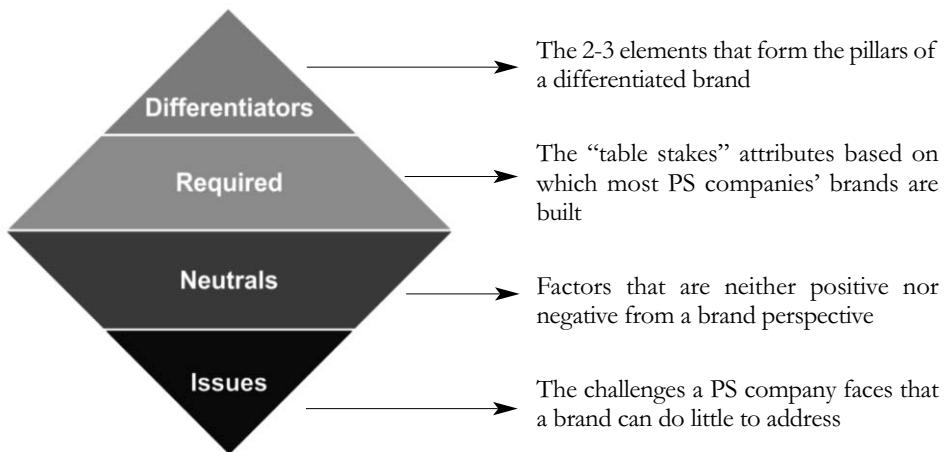 Differentiators
The 2-3 elements that form the pillars of
a differentiated brand
Required
The “table stakes” attributes based on
which most PS companies’ brands are
built
Neutrals
Factors that are neither positive nor
negative from a brand perspective
Issues
The challenges a PS company faces that
a brand can do little to address